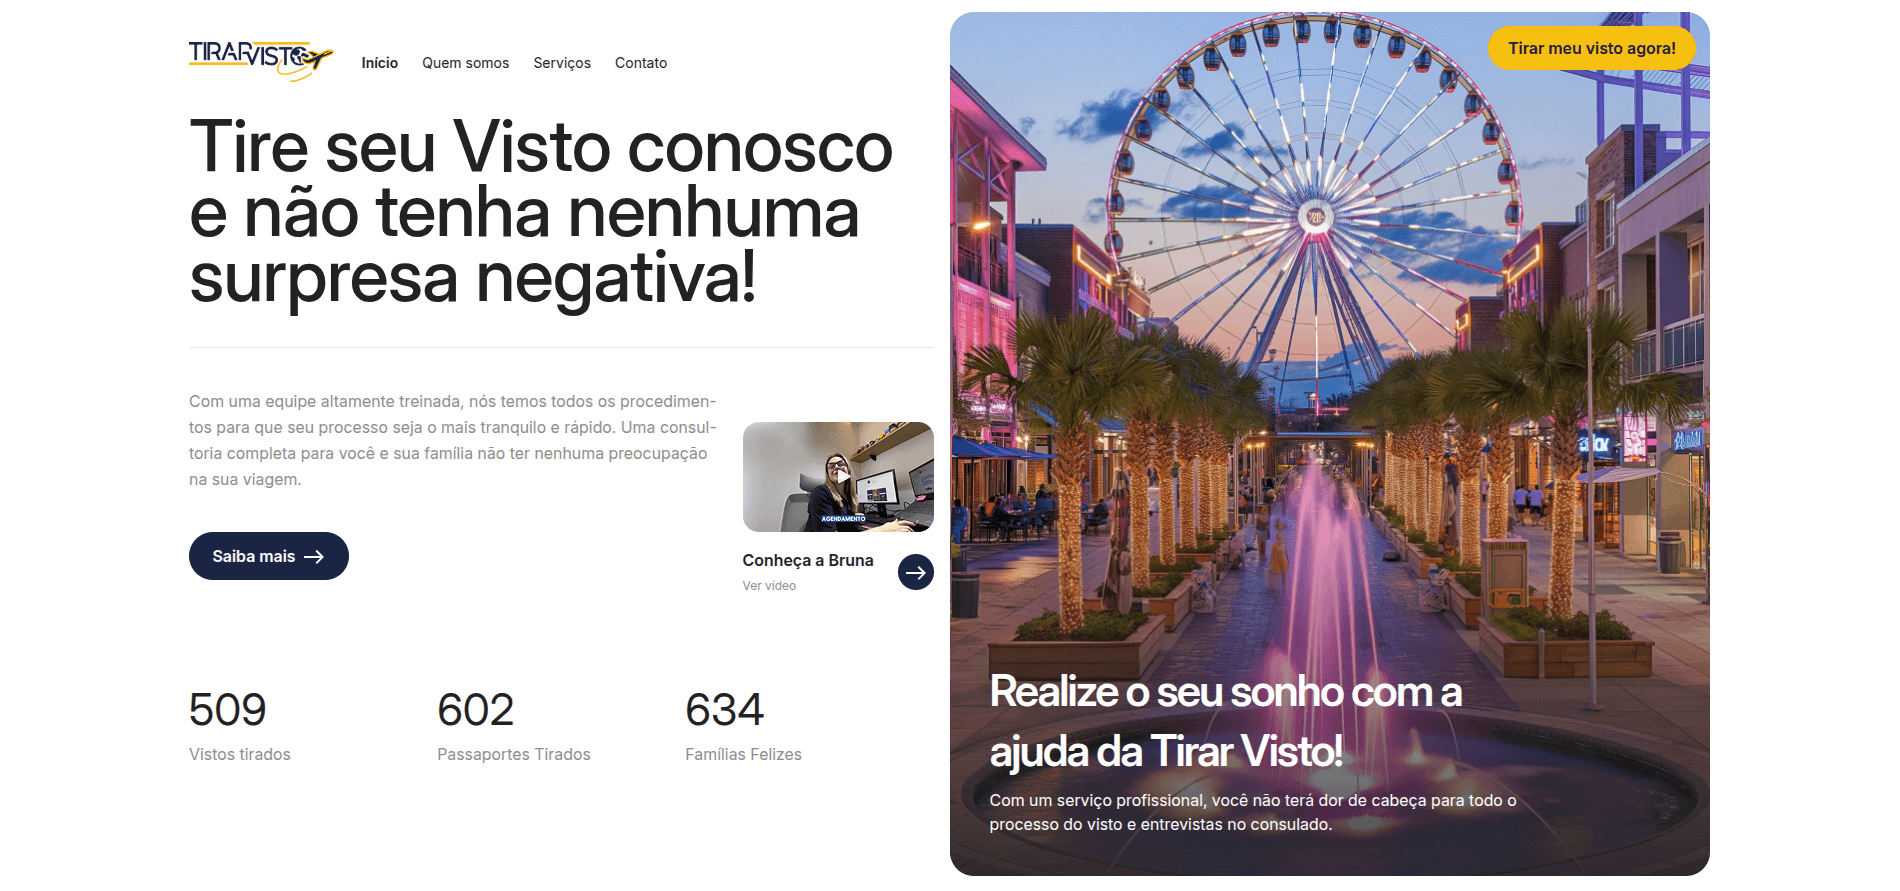 TIRARVISTO
Início
Quem somos
Serviços
Contato
Tirar meu visto agora!
Tire seu Visto conosco
e não tenha nenhuma
surpresa negativa!
Com uma equipe altamente treinada, nós temos todos os procedimen-
tos para que seu processo seja o mais tranquilo e rápido. Uma consul-
toria completa para você e sua família não ter nenhuma preocupação
na sua viagem.
Saiba mais
AGENDAMENTO
Conheça a Bruna
Ver vídeo
509
Vistos tirados
602
Passaportes Tirados
634
Famílias Felizes
Realize o seu sonho com a
ajuda da Tirar Visto!
Com um serviço profissional, você não terá dor de cabeça para todo o
processo do visto e entrevistas no consulado.